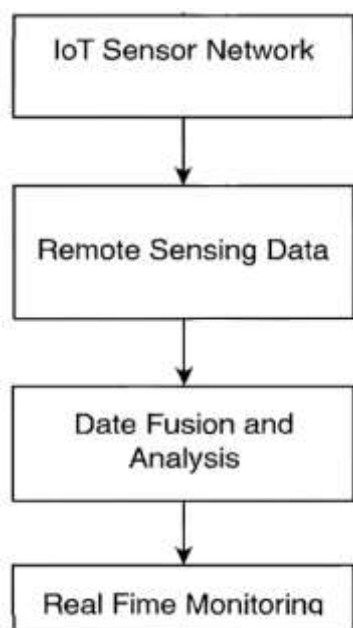 IoT Sensor Network
Remote Sensing Data
Date Fusion and
Analysis
Real Fime Monitoring